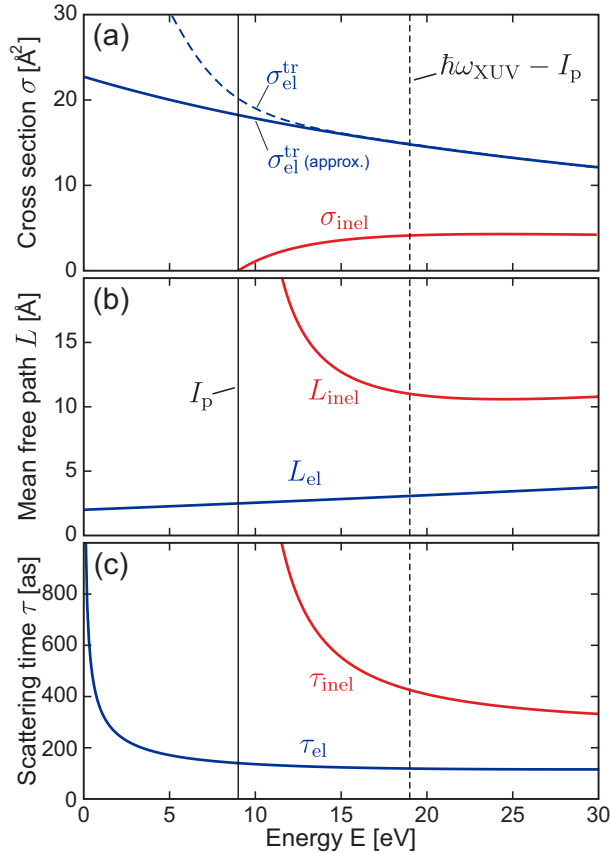 (a)
Cross section σ [Å²]
30
20
10
0
σ_el^tr
σ_el^tr (approx.)
ħω_XUV − I_p
σ_inel
(b)
Mean free path L [Å]
15
10
5
0
I_p
L_inel
L_el
(c)
Scattering time τ [as]
800
600
400
200
0
τ_inel
τ_el
0 5 10 15 20 25 30
Energy E [eV]